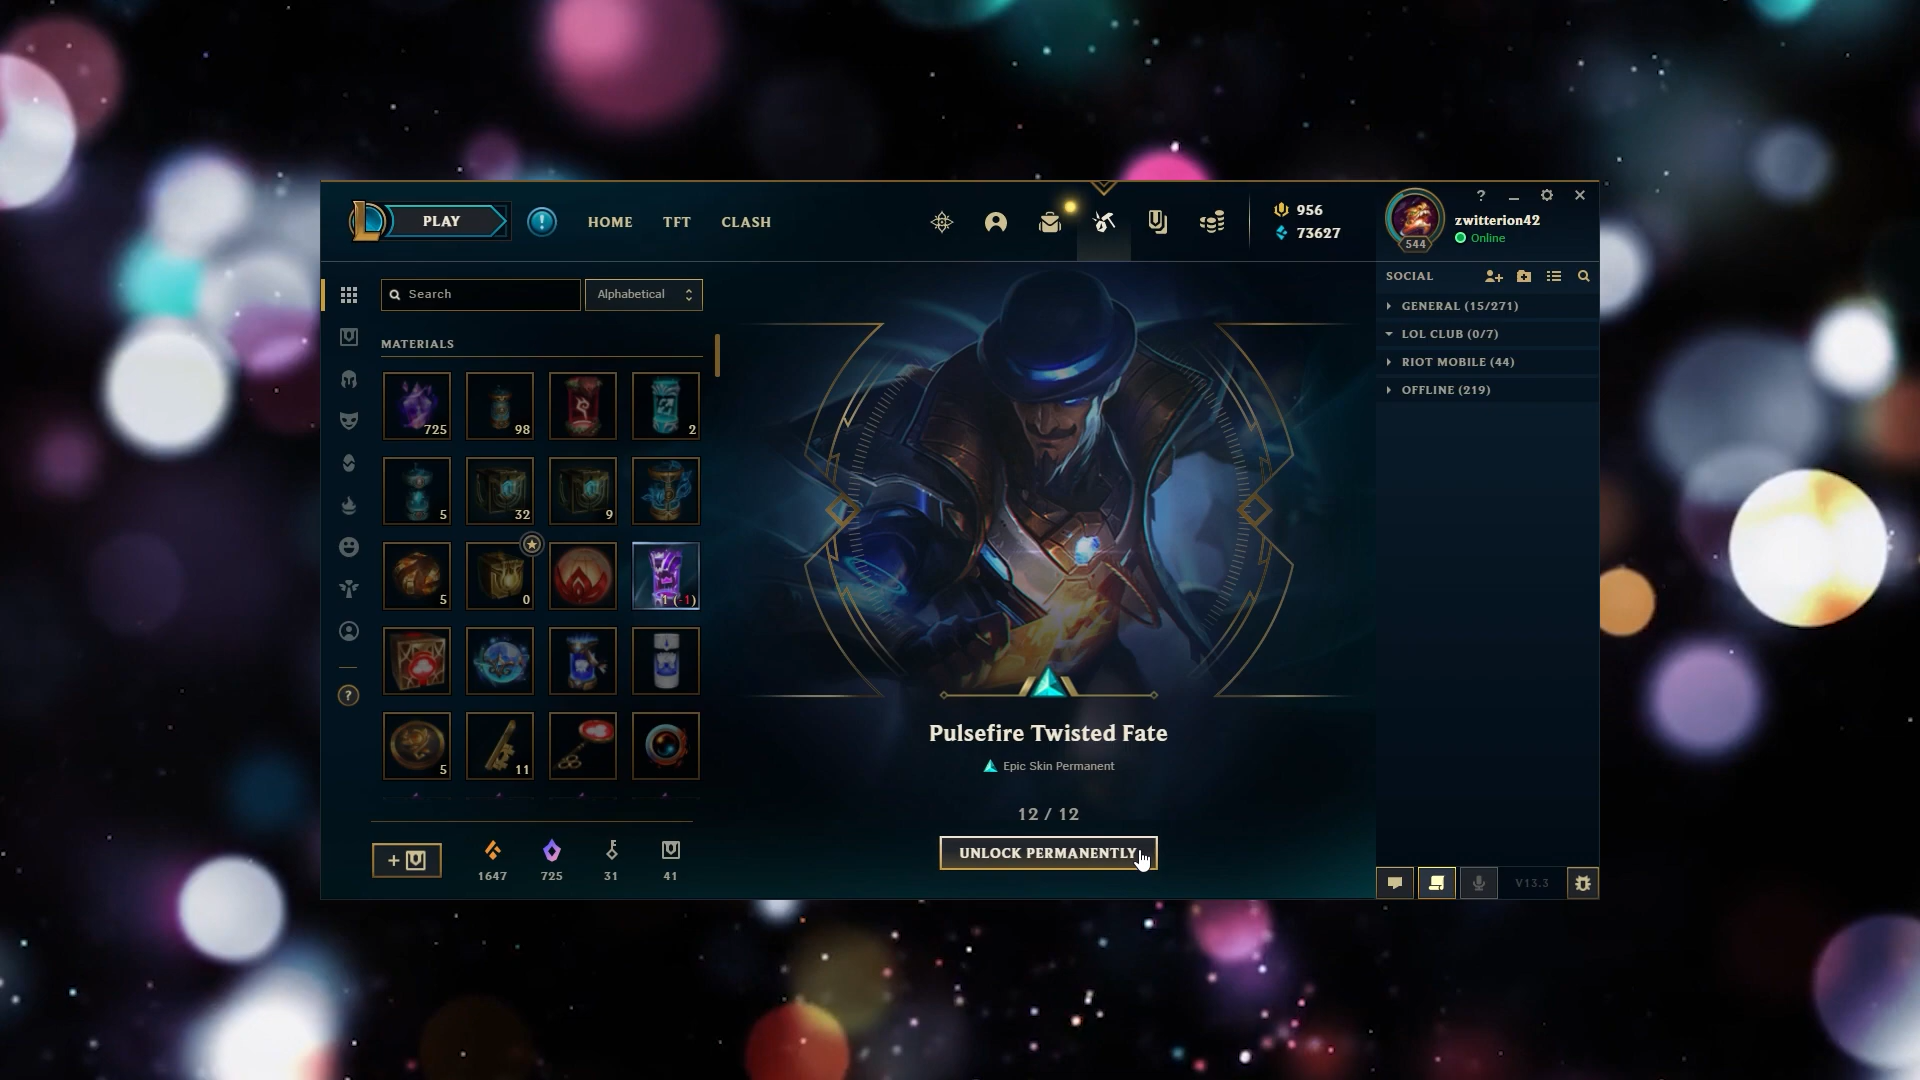 PLAY
HOME
TFT
CLASH
956
73627
?
zwitterion42
Online
544
Search
Alphabetical
MATERIALS
725
98
2
5
32
9
5
0
1 (-1)
5
11
?
1647
725
31
41
Pulsefire Twisted Fate
Epic Skin Permanent
12 / 12
UNLOCK PERMANENTLY
SOCIAL
GENERAL (15/271)
LOL CLUB (0/7)
RIOT MOBILE (44)
OFFLINE (219)
V13.3